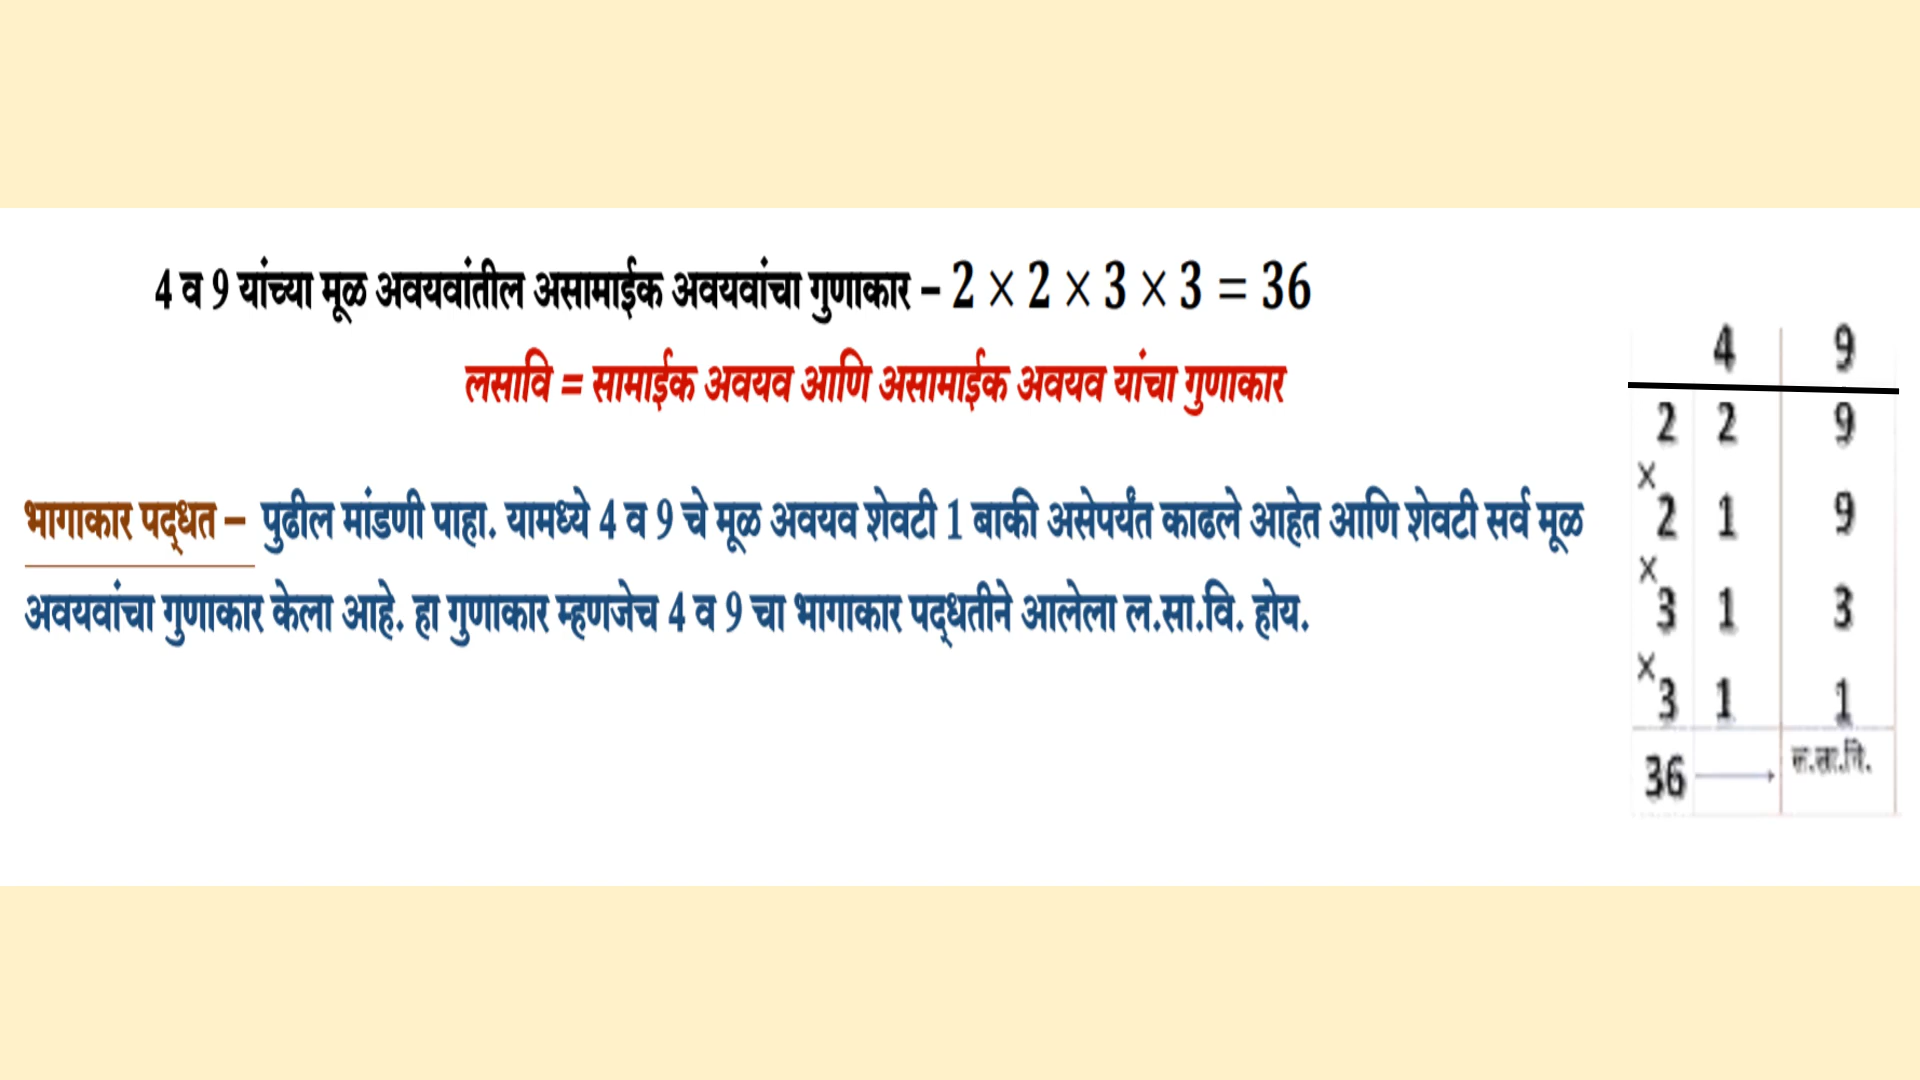 4 व 9 यांच्या मूळ अवयवांतील असामाईक अवयवांचा गुणाकार – 2 × 2 × 3 × 3 = 36
लसावि = सामाईक अवयव आणि असामाईक अवयव यांचा गुणाकार
भागाकार पद्धत – पुढील मांडणी पाहा. यामध्ये 4 व 9 चे मूळ अवयव शेवटी 1 बाकी असेपर्यंत काढले आहेत आणि शेवटी सर्व मूळ
अवयवांचा गुणाकार केला आहे. हा गुणाकार म्हणजेच 4 व 9 चा भागाकार पद्धतीने आलेला ल.सा.वि. होय.
4 9
2 2 9
×
2 1 9
×
3 1 3
×
3 1 1
36 ल.सा.वि.